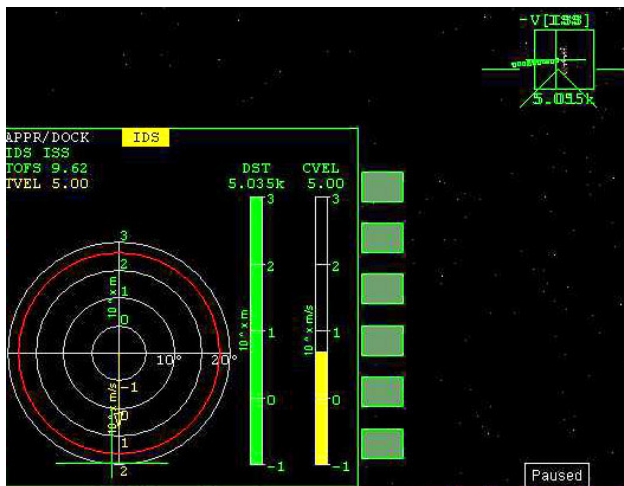 -V[ISS]
5.095k
APPR/DOCK IDS
IDS ISS
TOFS 9.62 DST CVEL
TVEL 5.00 5.035k 5.00
3 3
3
2 2
2
1
10^ x m
0
10^ x m 1 10^ x m/s 1
10° 20°
-1
10^ x m/s
0 0 0
1
2 -1 -1
Paused